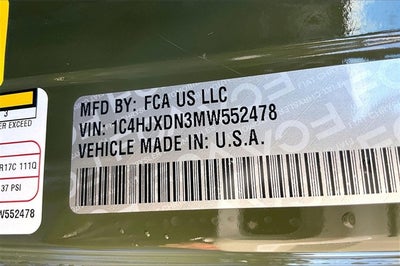 MFD BY: FCA US LLC
VIN: 1C4HJXDN3MW552478
VEHICLE MADE IN: U.S.A.
3
ER EXCEED
R17C 111Q
37 PSI
W552478